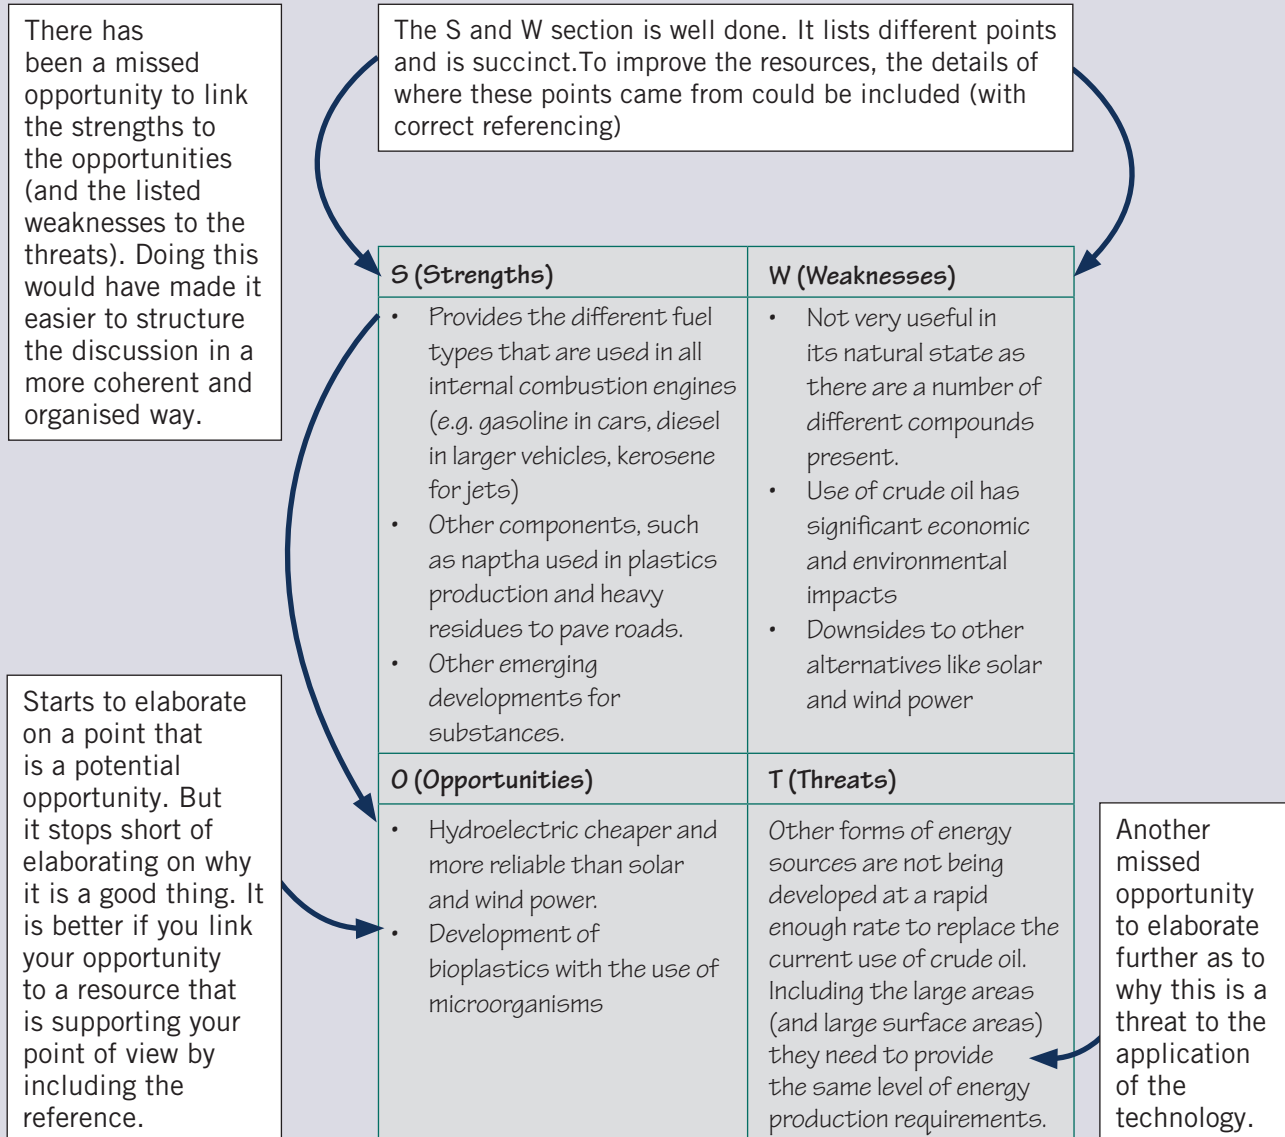 There has
been a missed
opportunity to link
the strengths to
the opportunities
(and the listed
weaknesses to the
threats). Doing this
would have made it
easier to structure
the discussion in a
more coherent and
organised way.
The S and W section is well done. It lists different points
and is succinct.To improve the resources, the details of
where these points came from could be included (with
correct referencing)
S (Strengths)
• Provides the different fuel
types that are used in all
internal combustion engines
(e.g. gasoline in cars, diesel
in larger vehicles, kerosene
for jets)
• Other components, such
as naptha used in plastics
production and heavy
residues to pave roads.
• Other emerging
developments for
substances.
W (Weaknesses)
• Not very useful in
its natural state as
there are a number of
different compounds
present.
• Use of crude oil has
significant economic
and environmental
impacts
• Downsides to other
alternatives like solar
and wind power
Starts to elaborate
on a point that
is a potential
opportunity. But
it stops short of
elaborating on why
it is a good thing. It
is better if you link
your opportunity
to a resource that
is supporting your
point of view by
including the
reference.
O (Opportunities)
• Hydroelectric cheaper and
more reliable than solar
and wind power.
• Development of
bioplastics with the use of
microorganisms
T (Threats)
Other forms of energy
sources are not being
developed at a rapid
enough rate to replace the
current use of crude oil.
Including the large areas
(and large surface areas)
they need to provide
the same level of energy
production requirements.
Another
missed
opportunity
to elaborate
further as to
why this is a
threat to the
application
of the
technology.